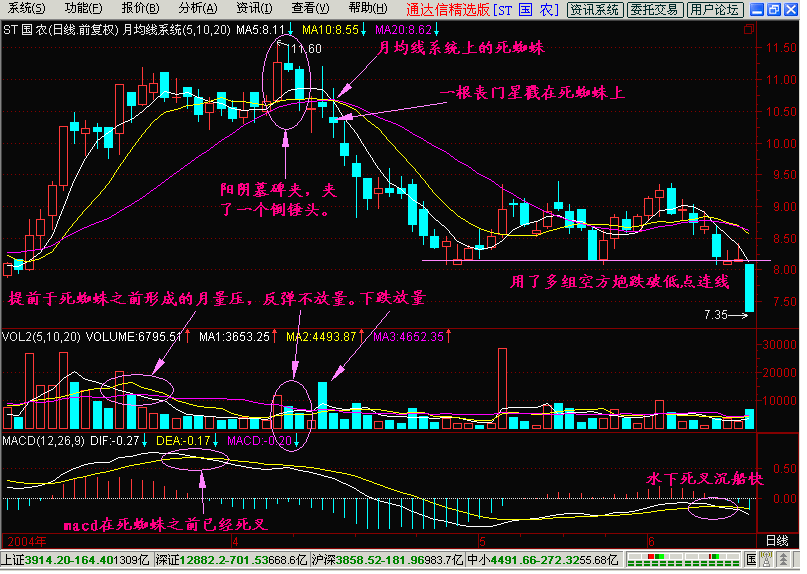 系统(S) 功能(F) 报价(B) 分析(A) 资讯(I) 查看(V) 帮助(H) 通达信精选版[ST 国 农] 资讯系统 委托交易 用户论坛
ST 国 农(日线.前复权) 月均线系统(5,10,20) MA5:8.11↓ MA10:8.55↓ MA20:8.62↓
11.60
11.50
月均线系统上的死蜘蛛
11.00
一根丧门星戳在死蜘蛛上
10.50
10.00
9.50
阳阴墓碑夹,夹
了一个倒锤头。
9.00
8.50
用了多组空方炮跌破低点连线
8.00
提前于死蜘蛛之前形成的月量压,反弹不放量。下跌放量
7.50
7.35
VOL2(5,10,20) VOLUME:6795.51↑ MA1:3653.25↑ MA2:4493.87↑ MA3:4652.35↑
30000
20000
10000
MACD(12,26,9) DIF:-0.27↓ DEA:-0.17↓ MACD:-0.20↓
0.50
水下死叉沉船快
0.00
macd在死蜘蛛之前已经死叉
2004年 4 5 6 日线
上证3914.20-164.401309亿 深证12882.2-701.53668.6亿 沪深3858.52-181.96983.7亿 中小4491.66-272.3255.68亿 国